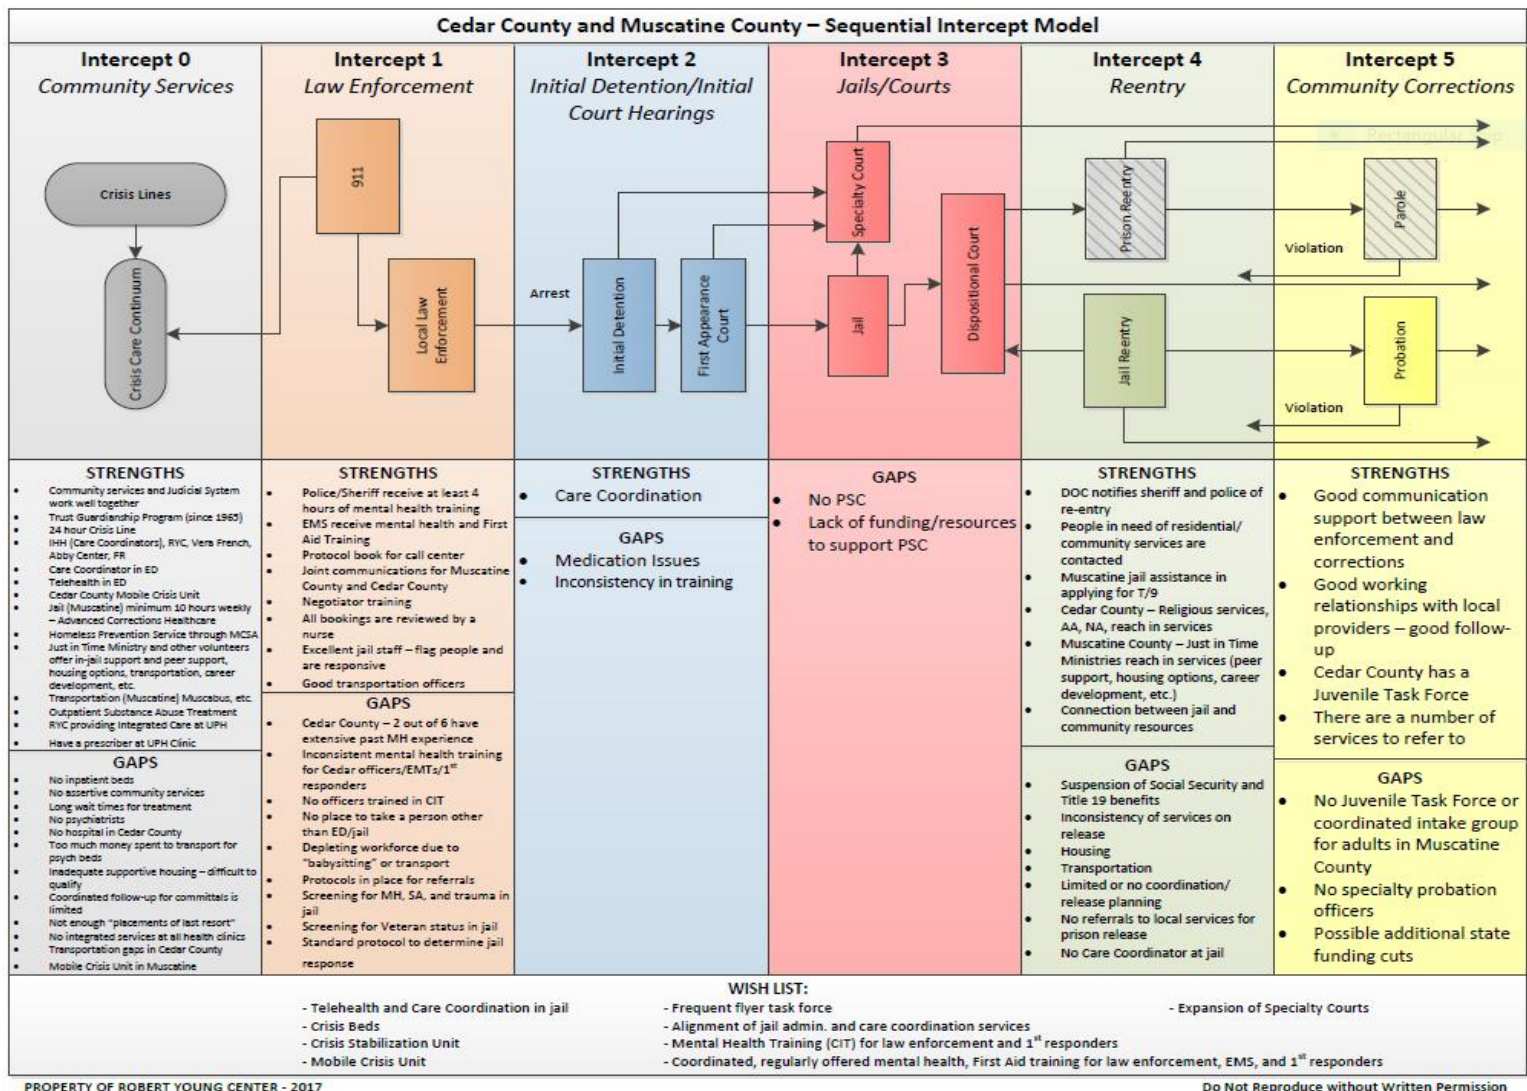 Cedar County and Muscatine County – Sequential Intercept Model
Intercept 0
Community Services
Crisis Lines
Crisis Care Continuum
STRENGTHS
• Community services and Judicial System
work well together
• Trust Guardianship Program (since 1965)
• 24 hour Crisis Line
• IHH (Care Coordinators), RYC, Vera French,
Abby Center, FR
• Care Coordinator in ED
• Telehealth in ED
• Cedar County Mobile Crisis Unit
• Jail (Muscatine) minimum 10 hours weekly
– Advanced Corrections Healthcare
• Homeless Prevention Service through MCSA
• Just in Time Ministry and other volunteers
offer in-jail support and peer support,
housing options, transportation, career
development, etc.
• Transportation (Muscatine) Muscabus, etc.
• Outpatient Substance Abuse Treatment
• RYC providing Integrated Care at UPH
• Have a prescriber at UPH Clinic
GAPS
• No inpatient beds
• No assertive community services
• Long wait times for treatment
• No psychiatrists
• No hospital in Cedar County
• Too much money spent to transport for
psych beds
• Inadequate supportive housing – difficult to
qualify
• Coordinated follow-up for committals is
limited
• Not enough "placements of last resort"
• No integrated services at all health clinics
• Transportation gaps in Cedar County
• Mobile Crisis Unit in Muscatine
Intercept 1
Law Enforcement
911
Local Law
Enforcement
STRENGTHS
• Police/Sheriff receive at least 4
hours of mental health training
• EMS receive mental health and First
Aid Training
• Protocol book for call center
• Joint communications for Muscatine
County and Cedar County
• Negotiator training
• All bookings are reviewed by a
nurse
• Excellent jail staff – flag people and
are responsive
• Good transportation officers
GAPS
• Cedar County – 2 out of 6 have
extensive past MH experience
• Inconsistent mental health training
for Cedar officers/EMTs/1st
responders
• No officers trained in CIT
• No place to take a person other
than ED/jail
• Depleting workforce due to
"babysitting" or transport
• Protocols in place for referrals
• Screening for MH, SA, and trauma in
jail
• Screening for Veteran status in jail
• Standard protocol to determine jail
response
Intercept 2
Initial Detention/Initial
Court Hearings
Arrest
Initial Detention
First Appearance
Court
STRENGTHS
• Care Coordination
GAPS
• Medication Issues
• Inconsistency in training
Intercept 3
Jails/Courts
Specialty Court
Jail
Dispositional Court
GAPS
• No PSC
• Lack of funding/resources
to support PSC
Intercept 4
Reentry
Prison Reentry
Jail Reentry
STRENGTHS
• DOC notifies sheriff and police of
re-entry
• People in need of residential/
community services are
contacted
• Muscatine jail assistance in
applying for T/9
• Cedar County – Religious services,
AA, NA, reach in services
• Muscatine County – Just in Time
Ministries reach in services (peer
support, housing options, career
development, etc.)
• Connection between jail and
community resources
GAPS
• Suspension of Social Security and
Title 19 benefits
• Inconsistency of services on
release
• Housing
• Transportation
• Limited or no coordination/
release planning
• No referrals to local services for
prison release
• No Care Coordinator at jail
Intercept 5
Community Corrections
Rectangular Snip
Parole
Violation
Probation
Violation
STRENGTHS
• Good communication
support between law
enforcement and
corrections
• Good working
relationships with local
providers – good follow-
up
• Cedar County has a
Juvenile Task Force
• There are a number of
services to refer to
GAPS
• No Juvenile Task Force or
coordinated intake group
for adults in Muscatine
County
• No specialty probation
officers
• Possible additional state
funding cuts
WISH LIST:
- Telehealth and Care Coordination in jail
- Crisis Beds
- Crisis Stabilization Unit
- Mobile Crisis Unit
- Frequent flyer task force
- Alignment of jail admin. and care coordination services
- Mental Health Training (CIT) for law enforcement and 1st responders
- Coordinated, regularly offered mental health, First Aid training for law enforcement, EMS, and 1st responders
- Expansion of Specialty Courts
PROPERTY OF ROBERT YOUNG CENTER - 2017
Do Not Reproduce without Written Permission